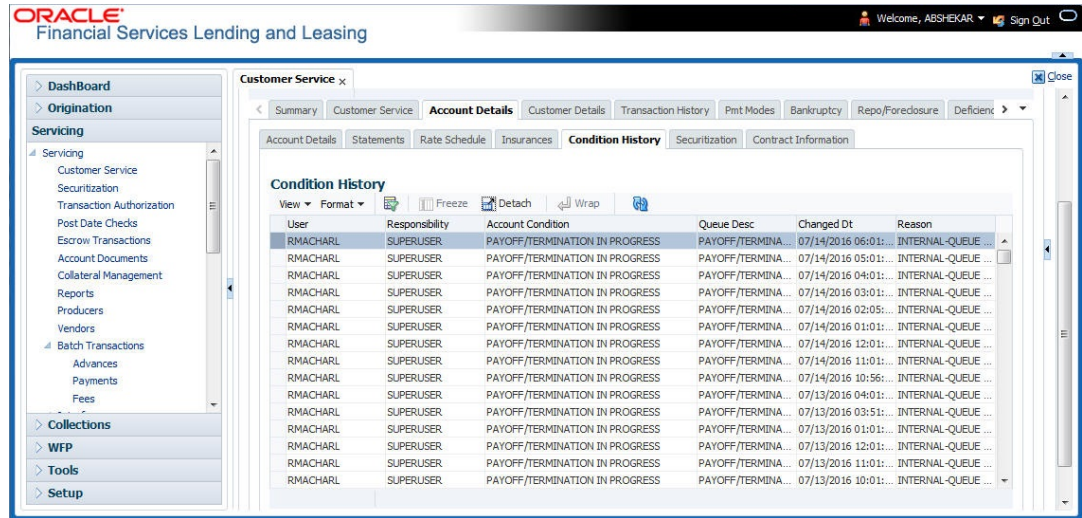 ORACLE
Financial Services Lending and Leasing
Welcome, ABSHEKAR
Sign Out
DashBoard
Origination
Servicing
Servicing
Customer Service
Securitization
Transaction Authorization
Post Date Checks
Escrow Transactions
Account Documents
Collateral Management
Reports
Producers
Vendors
Batch Transactions
Advances
Payments
Fees
Collections
WFP
Tools
Setup
Customer Service x
Close
Summary Customer Service Account Details Customer Details Transaction History Pmt Modes Bankruptcy Repo/Foreclosure Deficienc
Account Details Statements Rate Schedule Insurances Condition History Securitization Contract Information
Condition History
View Format Freeze Detach Wrap
User Responsibility Account Condition Queue Desc Changed Dt Reason
RMACHARL SUPERUSER PAYOFF/TERMINATION IN PROGRESS PAYOFF/TERMINA... 07/14/2016 06:01:... INTERNAL-QUEUE ...
RMACHARL SUPERUSER PAYOFF/TERMINATION IN PROGRESS PAYOFF/TERMINA... 07/14/2016 05:01:... INTERNAL-QUEUE ...
RMACHARL SUPERUSER PAYOFF/TERMINATION IN PROGRESS PAYOFF/TERMINA... 07/14/2016 04:01:... INTERNAL-QUEUE ...
RMACHARL SUPERUSER PAYOFF/TERMINATION IN PROGRESS PAYOFF/TERMINA... 07/14/2016 03:01:... INTERNAL-QUEUE ...
RMACHARL SUPERUSER PAYOFF/TERMINATION IN PROGRESS PAYOFF/TERMINA... 07/14/2016 02:05:... INTERNAL-QUEUE ...
RMACHARL SUPERUSER PAYOFF/TERMINATION IN PROGRESS PAYOFF/TERMINA... 07/14/2016 01:01:... INTERNAL-QUEUE ...
RMACHARL SUPERUSER PAYOFF/TERMINATION IN PROGRESS PAYOFF/TERMINA... 07/14/2016 12:01:... INTERNAL-QUEUE ...
RMACHARL SUPERUSER PAYOFF/TERMINATION IN PROGRESS PAYOFF/TERMINA... 07/14/2016 11:01:... INTERNAL-QUEUE ...
RMACHARL SUPERUSER PAYOFF/TERMINATION IN PROGRESS PAYOFF/TERMINA... 07/14/2016 10:56:... INTERNAL-QUEUE ...
RMACHARL SUPERUSER PAYOFF/TERMINATION IN PROGRESS PAYOFF/TERMINA... 07/13/2016 04:01:... INTERNAL-QUEUE ...
RMACHARL SUPERUSER PAYOFF/TERMINATION IN PROGRESS PAYOFF/TERMINA... 07/13/2016 03:51:... INTERNAL-QUEUE ...
RMACHARL SUPERUSER PAYOFF/TERMINATION IN PROGRESS PAYOFF/TERMINA... 07/13/2016 01:01:... INTERNAL-QUEUE ...
RMACHARL SUPERUSER PAYOFF/TERMINATION IN PROGRESS PAYOFF/TERMINA... 07/13/2016 12:01:... INTERNAL-QUEUE ...
RMACHARL SUPERUSER PAYOFF/TERMINATION IN PROGRESS PAYOFF/TERMINA... 07/13/2016 11:01:... INTERNAL-QUEUE ...
RMACHARL SUPERUSER PAYOFF/TERMINATION IN PROGRESS PAYOFF/TERMINA... 07/13/2016 10:01:... INTERNAL-QUEUE ...